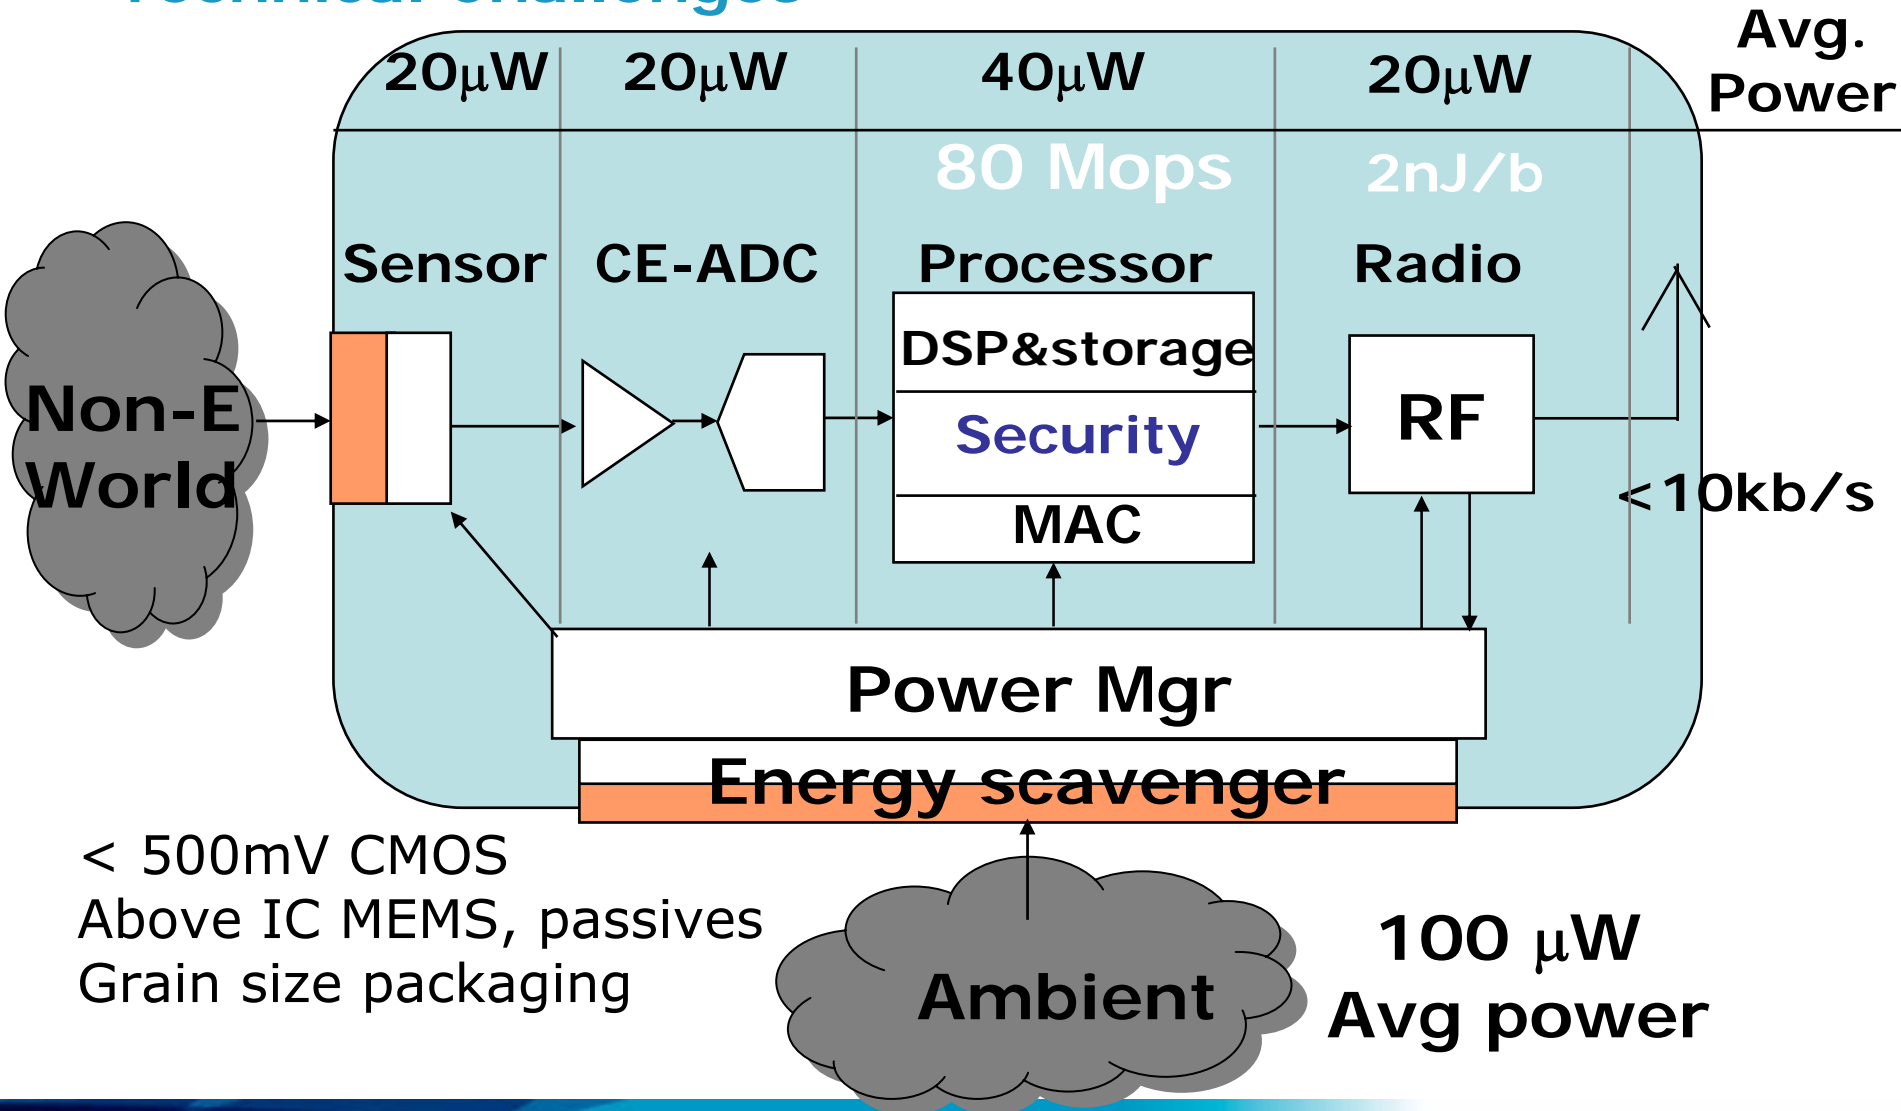 Technical challenges
20μW 20μW 40μW 20μW Avg. Power
80 Mops 2nJ/b
Sensor CE-ADC Processor Radio
DSP&storage
Non-E World
Security
RF
MAC
<10kb/s
Power Mgr
Energy scavenger
< 500mV CMOS
Above IC MEMS, passives
Grain size packaging
Ambient
100 μW
Avg power